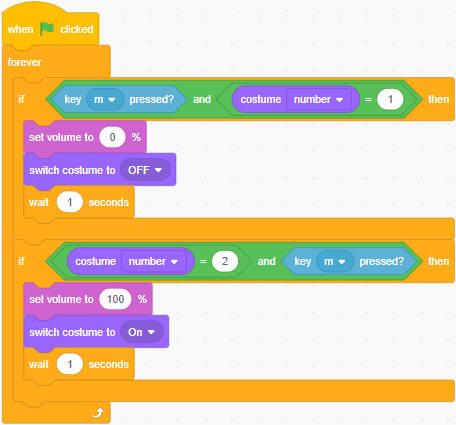 when clicked
forever
if key m pressed? and costume number = 1 then
set volume to 0 %
switch costume to OFF
wait 1 seconds
if costume number = 2 and key m pressed? then
set volume to 100 %
switch costume to On
wait 1 seconds